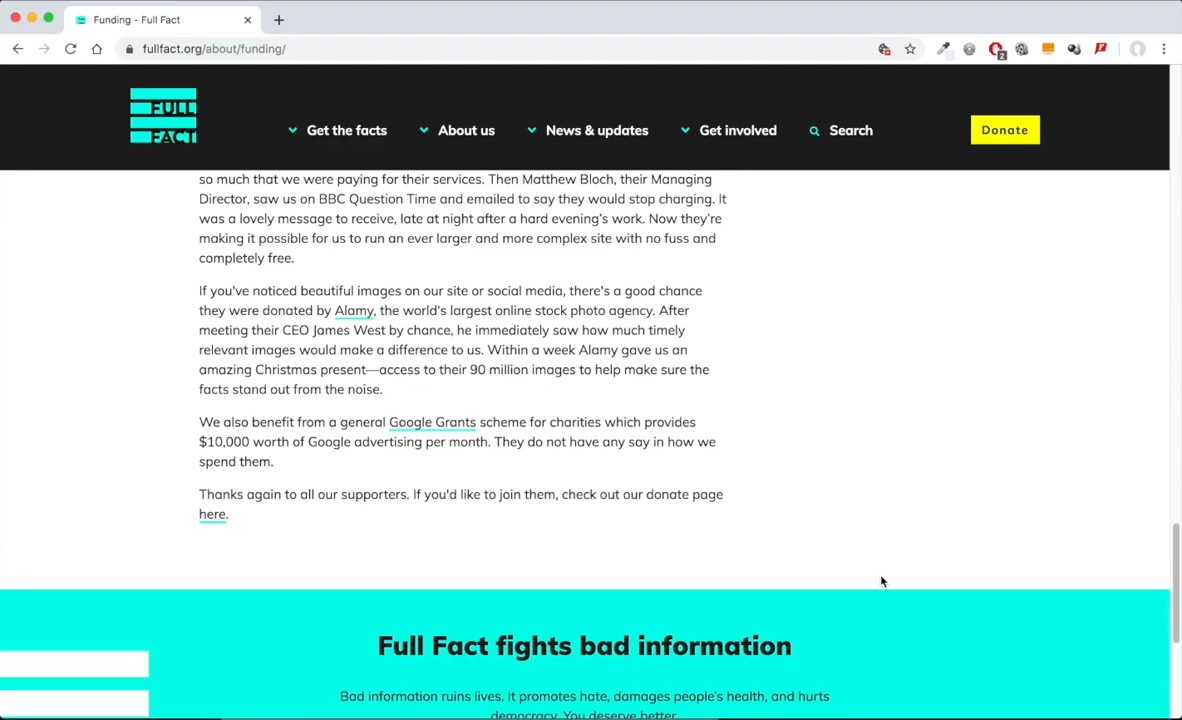 Funding - Full Fact
fullfact.org/about/funding/
2
FULL
FACT
Get the facts
About us
News & updates
Get involved
Search
Donate
so much that we were paying for their services. Then Matthew Bloch, their Managing
Director, saw us on BBC Question Time and emailed to say they would stop charging. It
was a lovely message to receive, late at night after a hard evening's work. Now they're
making it possible for us to run an ever larger and more complex site with no fuss and
completely free.
If you've noticed beautiful images on our site or social media, there's a good chance
they were donated by Alamy, the world's largest online stock photo agency. After
meeting their CEO James West by chance, he immediately saw how much timely
relevant images would make a difference to us. Within a week Alamy gave us an
amazing Christmas present—access to their 90 million images to help make sure the
facts stand out from the noise.
We also benefit from a general Google Grants scheme for charities which provides
$10,000 worth of Google advertising per month. They do not have any say in how we
spend them.
Thanks again to all our supporters. If you'd like to join them, check out our donate page
here.
Full Fact fights bad information
Bad information ruins lives. It promotes hate, damages people's health, and hurts
democracy. You deserve better.